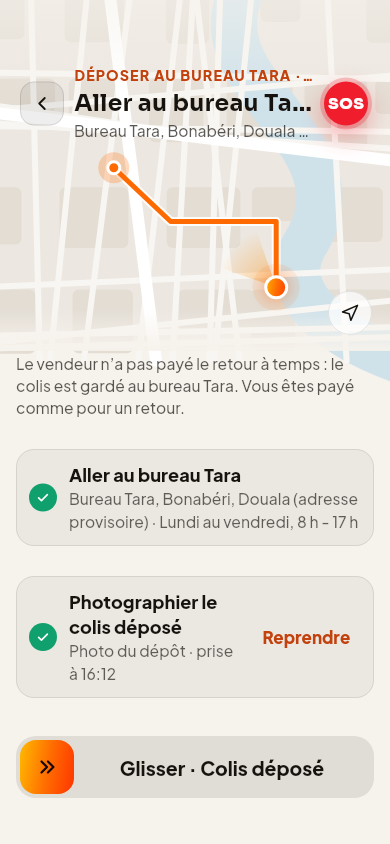 DÉPOSER AU BUREAU TARA · …
Aller au bureau Ta…
SOS
Bureau Tara, Bonabéri, Douala …
Le vendeur n’a pas payé le retour à temps : le
colis est gardé au bureau Tara. Vous êtes payé
comme pour un retour.
Aller au bureau Tara
Bureau Tara, Bonabéri, Douala (adresse
provisoire) · Lundi au vendredi, 8 h – 17 h
Photographier le
colis déposé
Photo du dépôt · prise
à 16:12
Reprendre
Glisser · Colis déposé